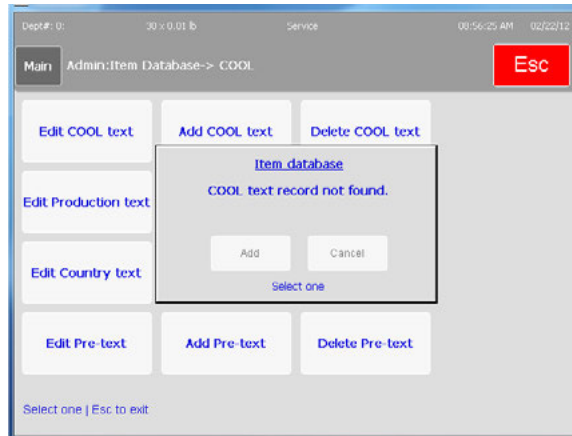 Dept#: 0: 30 x 0.01 lb Service 08:56:25 AM 02/22/12
Main Admin:Item Database-> COOL Esc
Edit COOL text Add COOL text Delete COOL text
Item database
COOL text record not found.
Edit Production text
Add Cancel
Edit Country text
Select one
Edit Pre-text Add Pre-text Delete Pre-text
Select one | Esc to exit